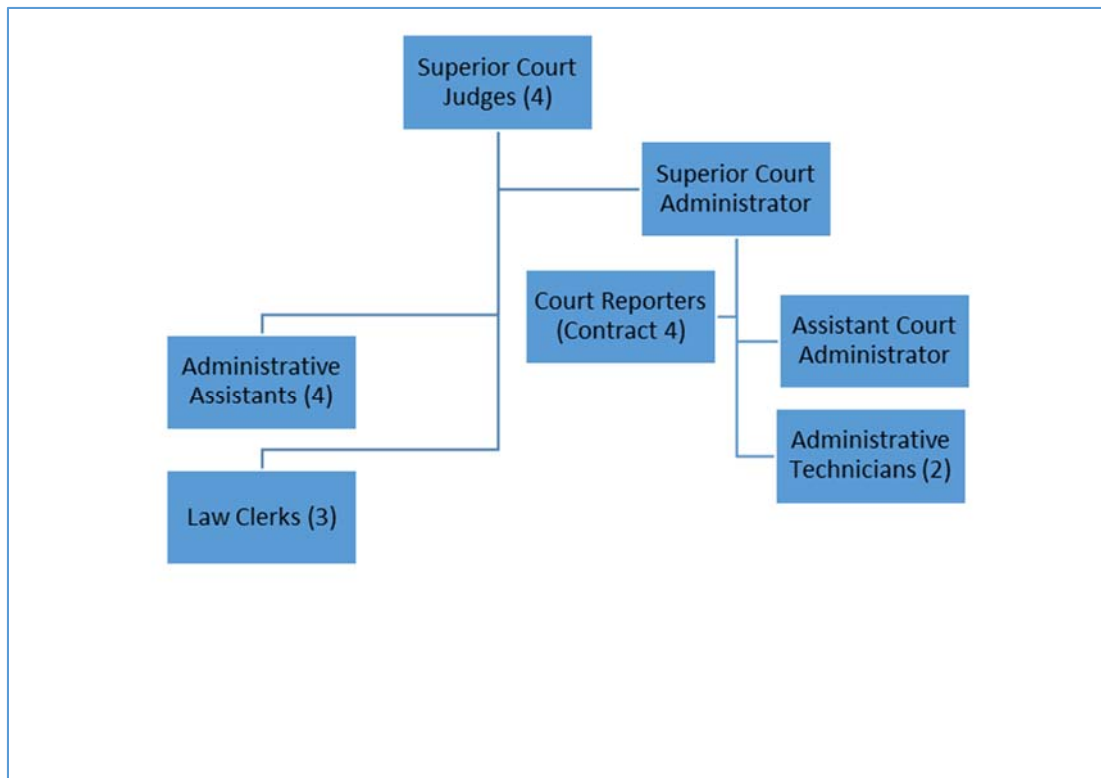 Superior Court
Judges (4)
Superior Court
Administrator
Court Reporters
(Contract 4)
Assistant Court
Administrator
Administrative
Assistants (4)
Administrative
Technicians (2)
Law Clerks (3)